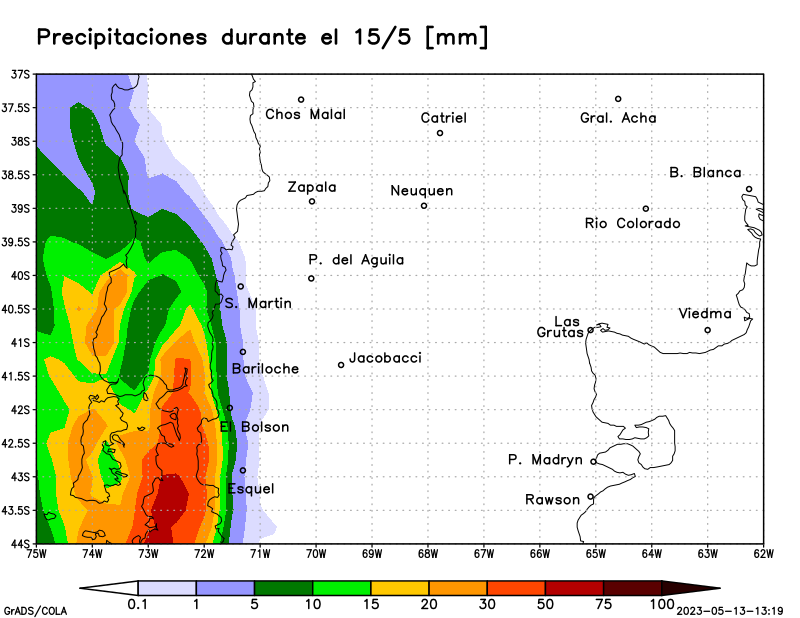 Precipitaciones durante el 15/5 [mm]
37S
37.5S
38S
38.5S
39S
39.5S
40S
40.5S
41S
41.5S
42S
42.5S
43S
43.5S
44S
Chos Malal
Catriel
Gral. Acha
B. Blanca
Zapala
Neuquen
Rio Colorado
P. del Aguila
S. Martin
Viedma
Las
Grutas
Jacobacci
Bariloche
El Bolson
P. Madryn
Esquel
Rawson
75W 74W 73W 72W 71W 70W 69W 68W 67W 66W 65W 64W 63W 62W
0.1 1 5 10 15 20 30 50 75 100
GrADS/COLA
2023-05-13-13:19